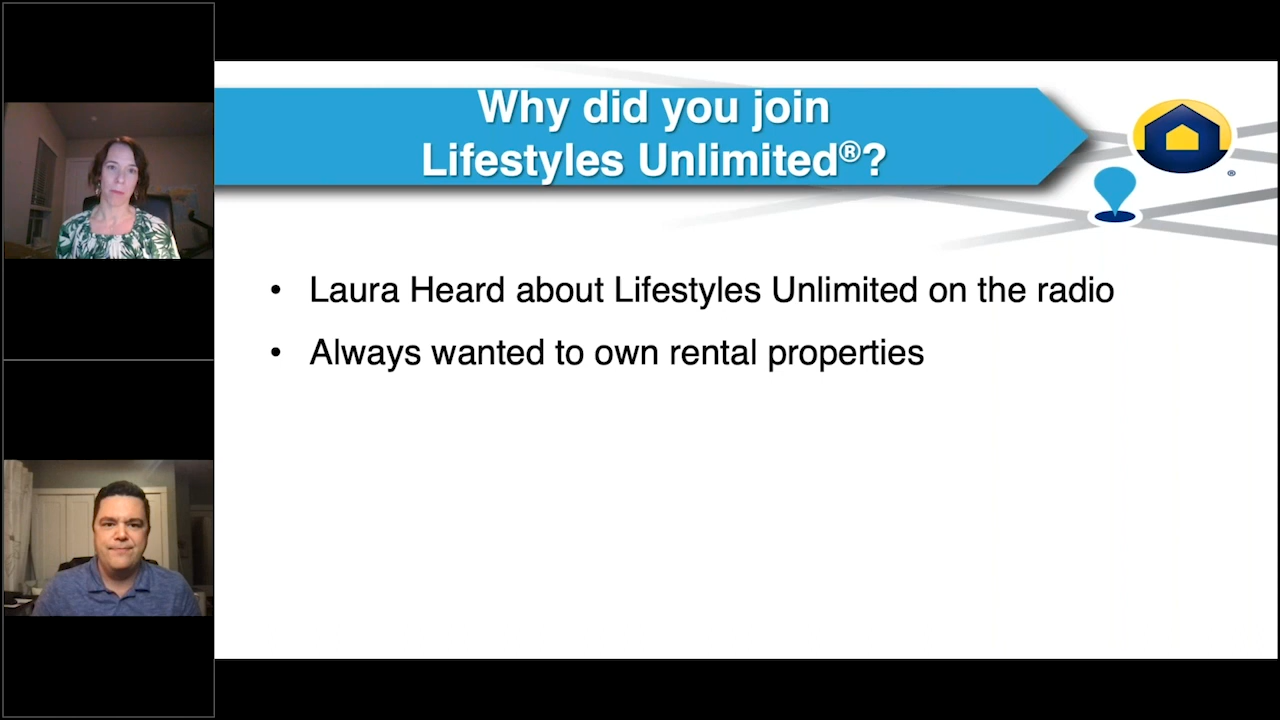 Why did you join
Lifestyles Unlimited®?
®
• Laura Heard about Lifestyles Unlimited on the radio
• Always wanted to own rental properties